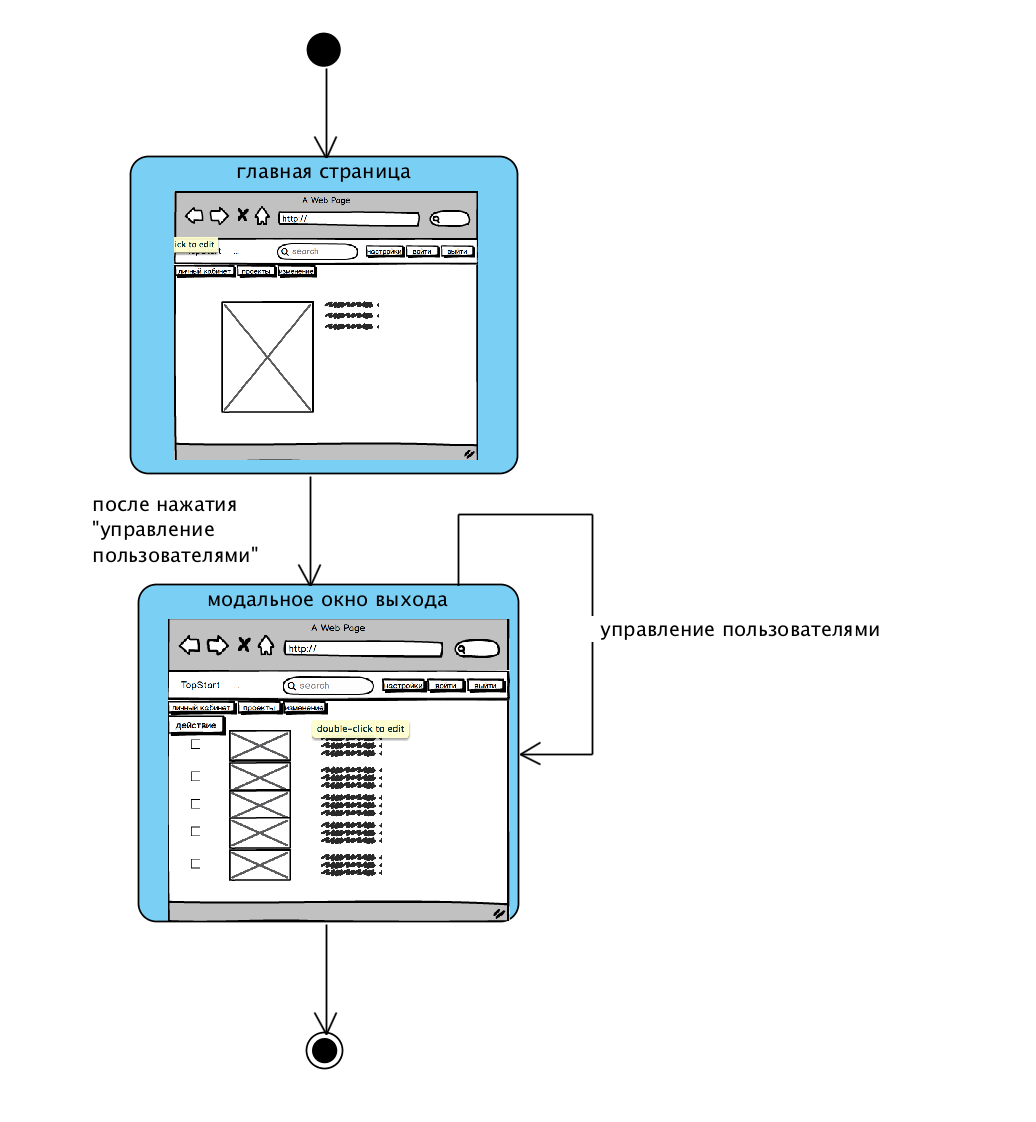 главная страница
A Web Page
http://
ick to edit
search
настройки войти выйти
личный кабинет проекты изменение
после нажатия
"управление
пользователями"
модальное окно выхода
A Web Page
http://
управление пользователями
TopStart ...
search
настройки войти выйти
личный кабинет проекты изменение
действие
double-click to edit